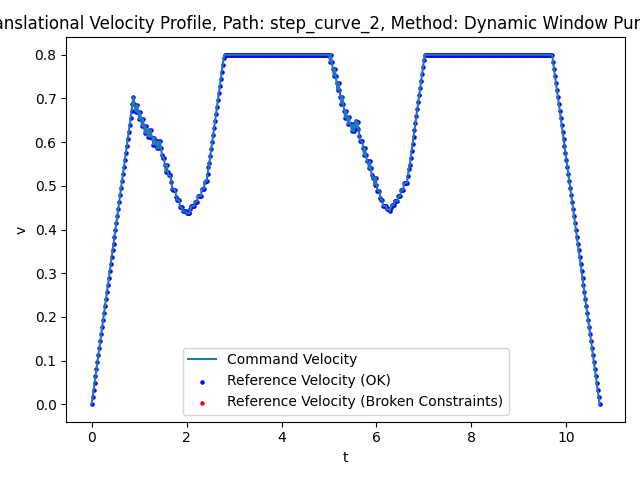 anslational Velocity Profile, Path: step_curve_2, Method: Dynamic Window Pur
v
0.8
0.7
0.6
0.5
0.4
0.3
0.2
0.1
0.0
Command Velocity
Reference Velocity (OK)
Reference Velocity (Broken Constraints)
0 2 4 6 8 10
t